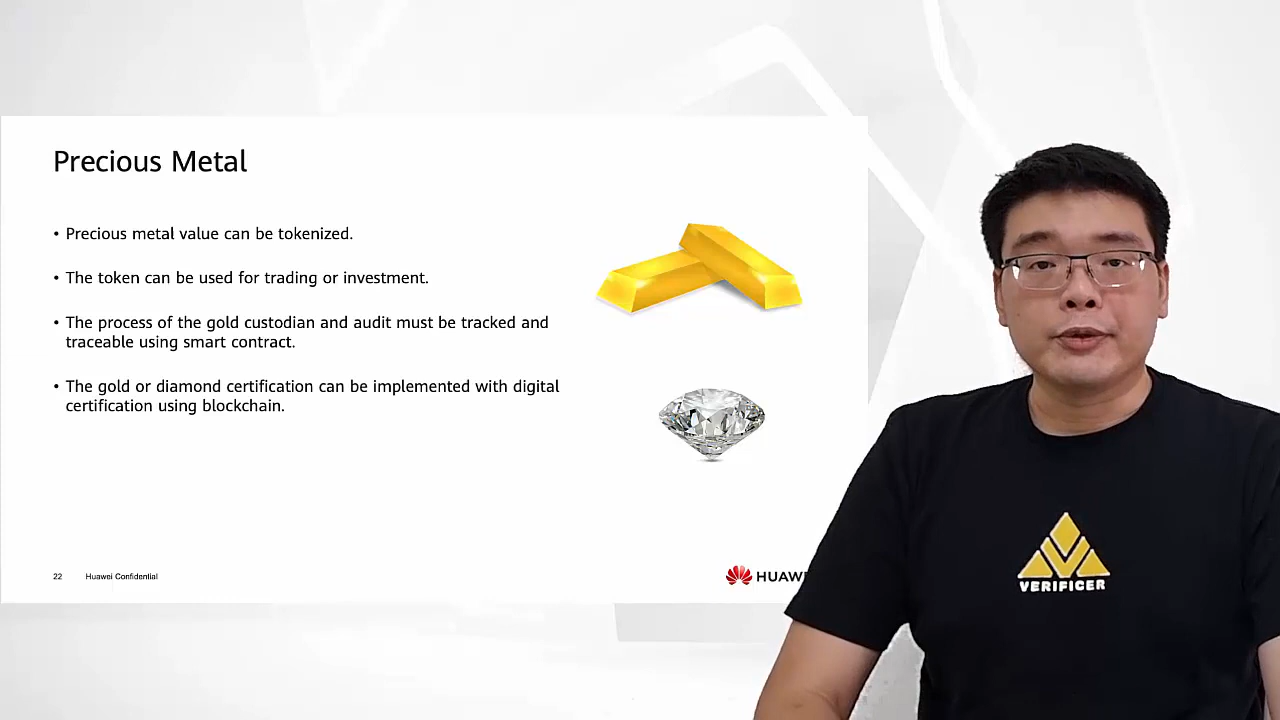 Precious Metal
• Precious metal value can be tokenized.
• The token can be used for trading or investment.
• The process of the gold custodian and audit must be tracked and
traceable using smart contract.
• The gold or diamond certification can be implemented with digital
certification using blockchain.
22 Huawei Confidential
HUAWE
VERIFICER